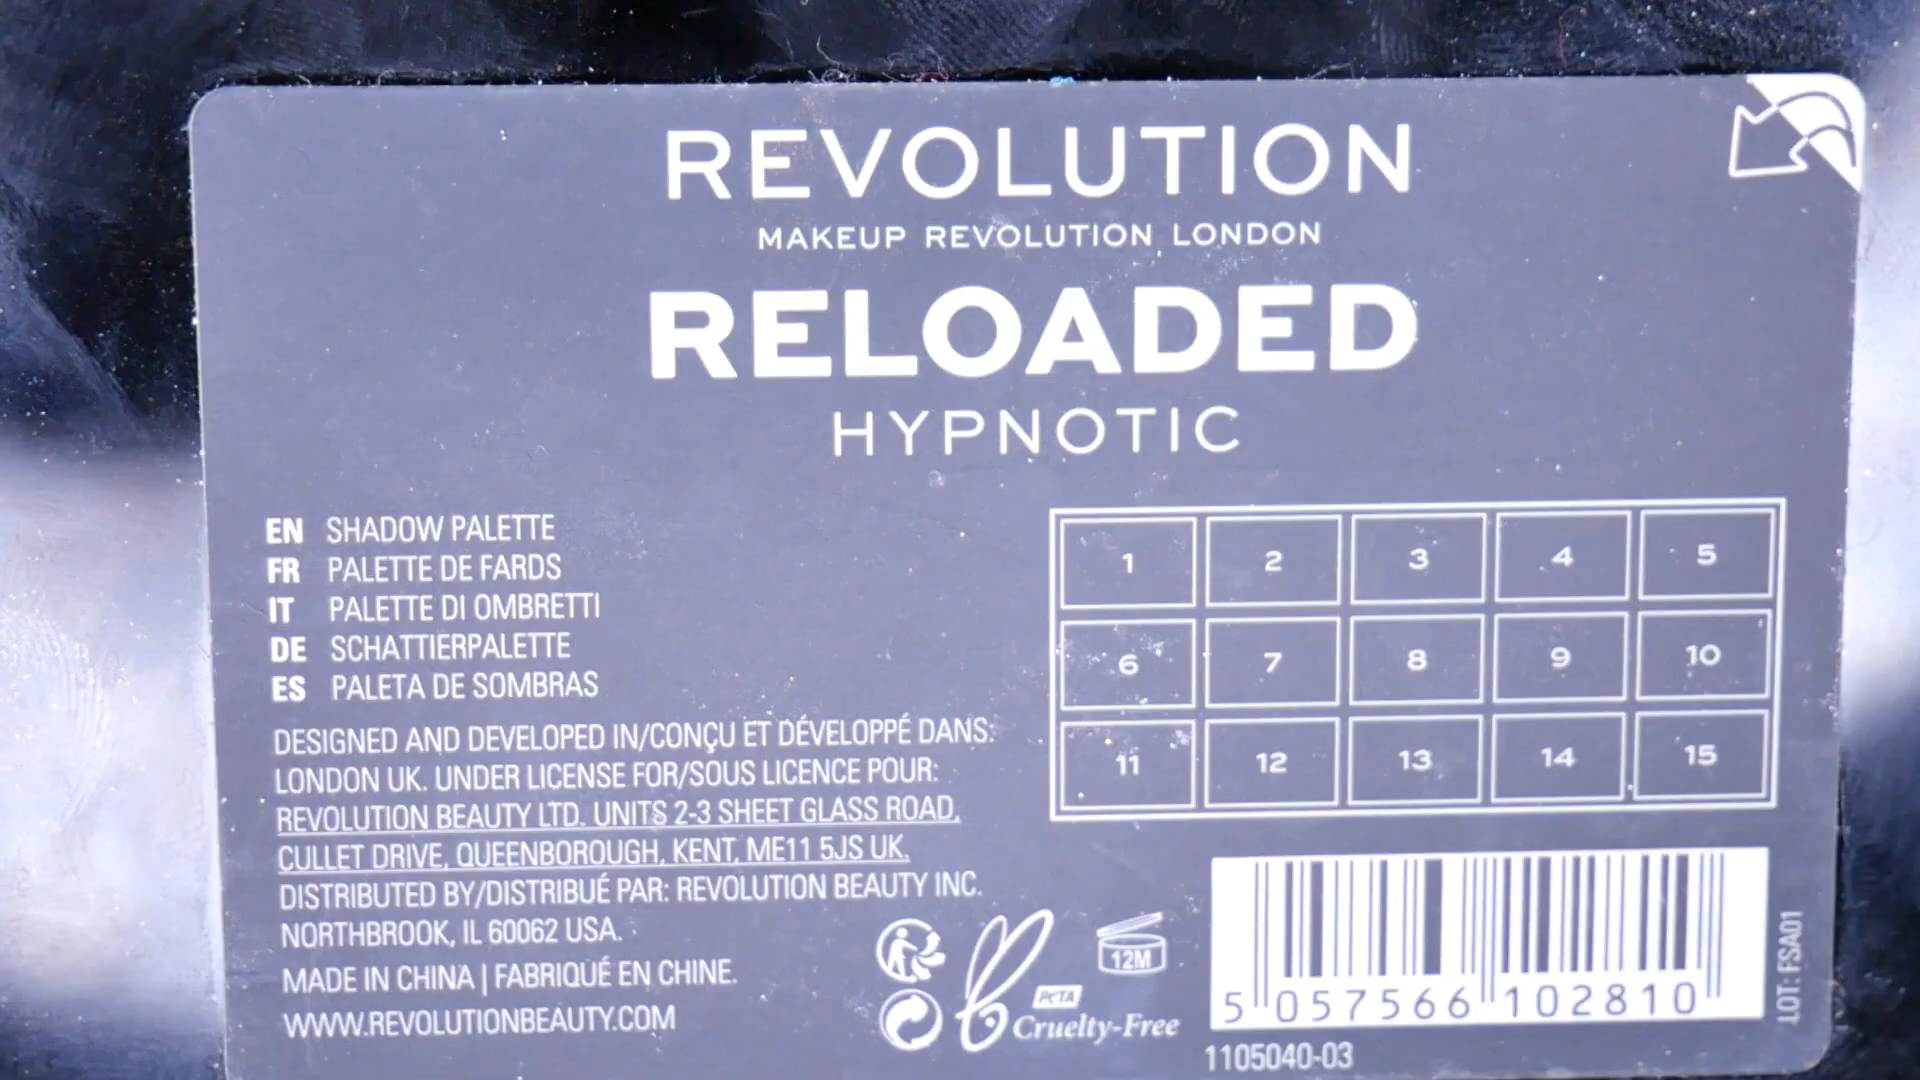 REVOLUTION
MAKEUP REVOLUTION LONDON
RELOADED
HYPNOTIC
EN SHADOW PALETTE
FR PALETTE DE FARDS
IT PALETTE DI OMBRETTI
DE SCHATTIERPALETTE
ES PALETA DE SOMBRAS
DESIGNED AND DEVELOPED IN/CONÇU ET DÉVELOPPÉ DANS:
LONDON UK. UNDER LICENSE FOR/SOUS LICENCE POUR:
REVOLUTION BEAUTY LTD. UNITS 2-3 SHEET GLASS ROAD,
CULLET DRIVE, QUEENBOROUGH, KENT, ME11 5JS UK.
DISTRIBUTED BY/DISTRIBUÉ PAR: REVOLUTION BEAUTY INC.
NORTHBROOK, IL 60062 USA.
MADE IN CHINA | FABRIQUÉ EN CHINE.
WWW.REVOLUTIONBEAUTY.COM
1 2 3 4 5
6 7 8 9 10
11 12 13 14 15
12M
PETA
Cruelty-Free
5 057566 102810
1105040-03
LOT: FSA01